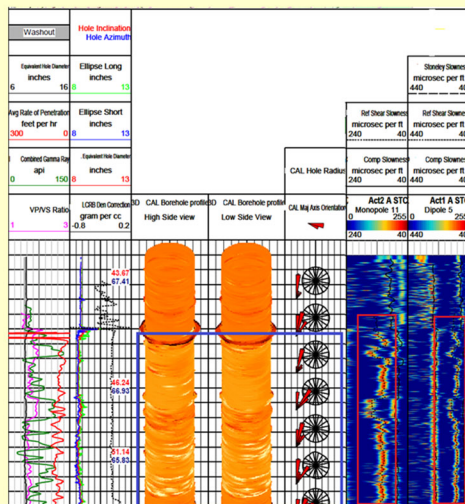 Washout
Hole Inclination
Hole Azimuth
Stoneley Slowness
microsec per ft
440 40
Equivalent Hole Diameter
inches
6 16
Ellipse Long
inches
8 13
Avg Rate of Penetration
feet per hr
300 0
Ellipse Short
inches
8 13
Ref Shear Slowness
microsec per ft
240 40
Ref Shear Slowness
microsec per ft
440 40
Combined Gamma Ray
api
0 150
Equivalent Hole Diameter
inches
8 13
CAL Hole Radius
Comp Slowness
microsec per ft
240 40
Comp Slowness
microsec per ft
440 40
VP/VS Ratio
1 3
LCRB Den Correction
gram per cc
-0.8 0.2
3D CAL Borehole profile
High Side View
3D CAL Borehole profile
Low Side View
CAL Maj Axis Orientation
Act2 A STC
Monopole 11
0 255
240 40
Act1 A STC
Dipole 5
0 255
440 40
43.67
67.41
46.24
66.93
51.14
65.83